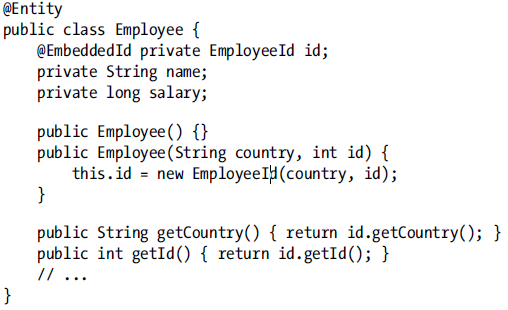 @Entity
public class Employee {
    @EmbeddedId private EmployeeId id;
    private String name;
    private long salary;

    public Employee() {}
    public Employee(String country, int id) {
        this.id = new EmployeeId(country, id);
    }

    public String getCountry() { return id.getCountry(); }
    public int getId() { return id.getId(); }
    // ...
}